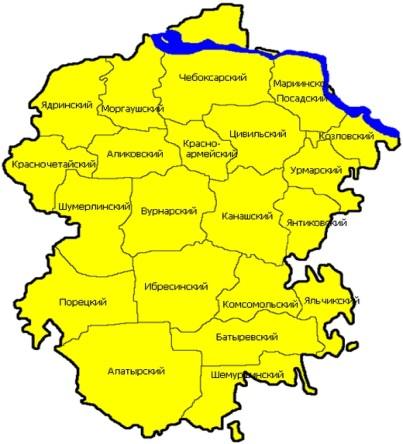 Чебоксарский
Мариинско
Посадский
Ядринский
Моргаушский
Цивильский
Козловский
Красно-
армейский
Аликовский
Красночетайский
Урмарский
Шумерлинский
Вурнарский
Канашский
Янтиковский
Ибресинский
Порецкий
Комсомольский
Яльчикский
Батыревский
Алатырский
Шемуршинский